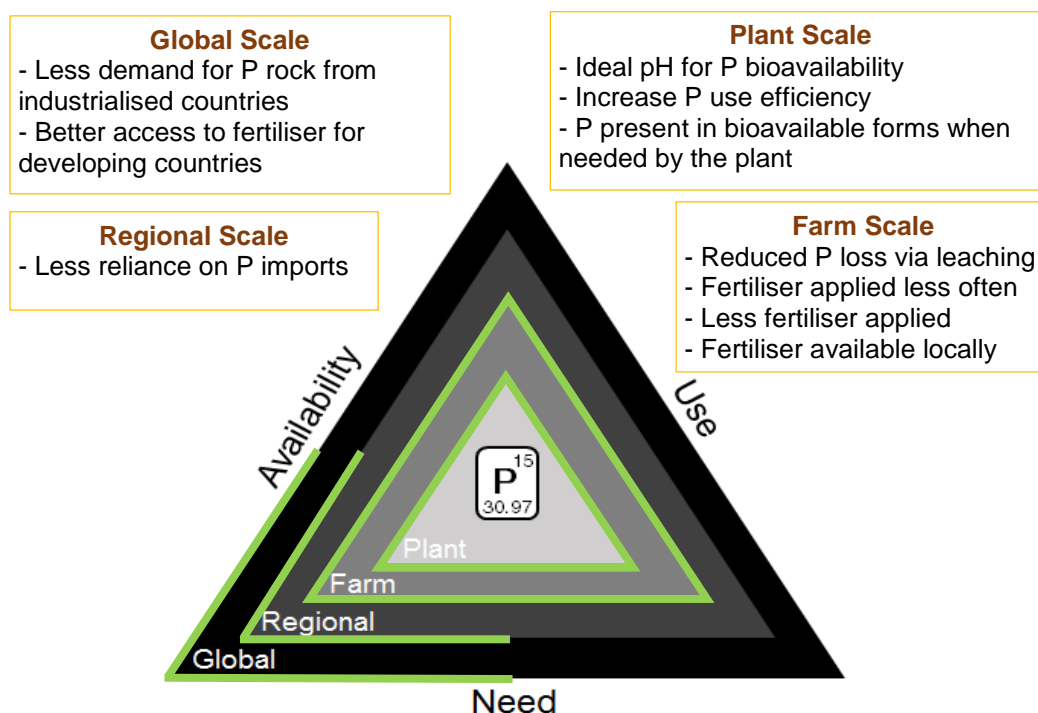 Global Scale
- Less demand for P rock from
industrialised countries
- Better access to fertiliser for
developing countries
Plant Scale
- Ideal pH for P bioavailability
- Increase P use efficiency
- P present in bioavailable forms when
needed by the plant
Regional Scale
- Less reliance on P imports
Farm Scale
- Reduced P loss via leaching
- Fertiliser applied less often
- Less fertiliser applied
- Fertiliser available locally
Availability
Use
15
P
30.97
Plant
Farm
Regional
Global
Need